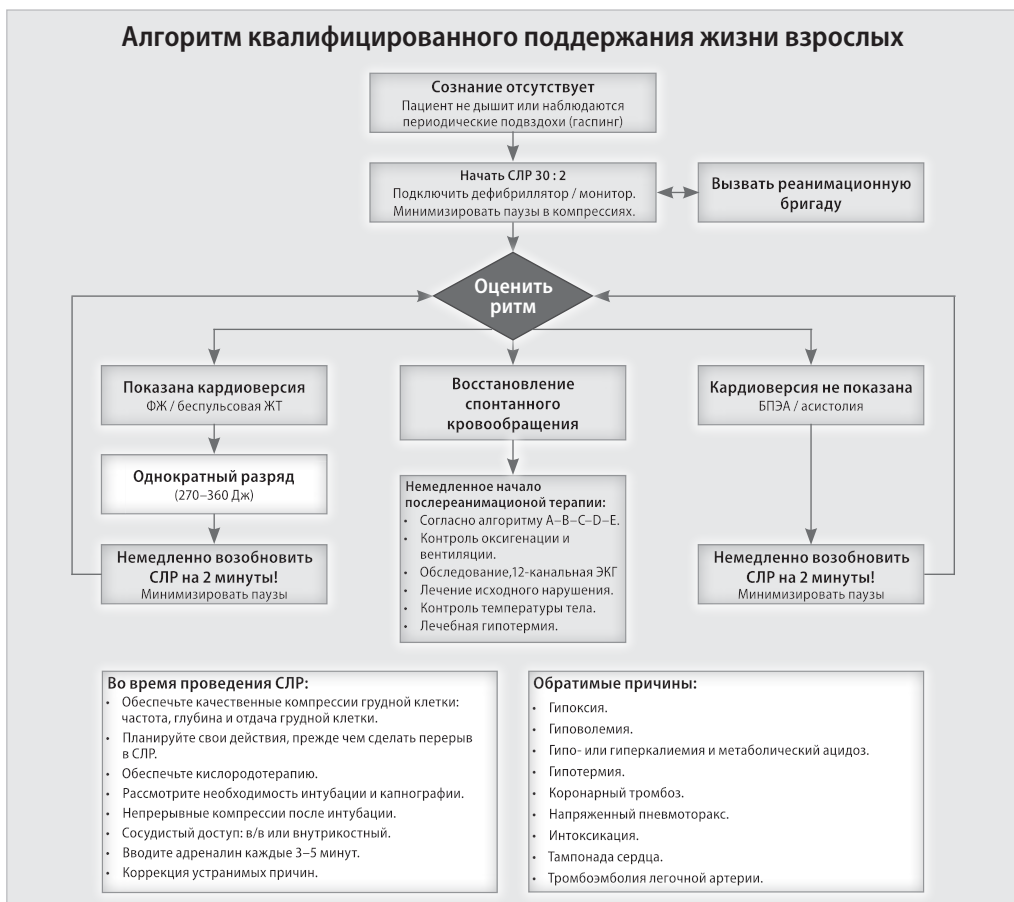 Алгоритм квалифицированного поддержания жизни взрослых
Сознание отсутствует
Пациент не дышит или наблюдаются
периодические подвздохи (гаспинг)
Начать СЛР 30 : 2
Подключить дефибриллятор / монитор.
Минимизировать паузы в компрессиях.
Вызвать реанимационную
бригаду
Оценить
ритм
Показана кардиоверсия
ФЖ / беспульсовая ЖТ
Однократный разряд
(270–360 Дж)
Немедленно возобновить
СЛР на 2 минуты!
Минимизировать паузы
Восстановление
спонтанного
кровообращения
Немедленное начало
послереанимационой терапии:
• Согласно алгоритму A–B–C–D–E.
• Контроль оксигенации и
вентиляции.
• Обследование,12-канальная ЭКГ
• Лечение исходного нарушения.
• Контроль температуры тела.
• Лечебная гипотермия.
Кардиоверсия не показана
БПЭА / асистолия
Немедленно возобновить
СЛР на 2 минуты!
Минимизировать паузы
Во время проведения СЛР:
• Обеспечьте качественные компрессии грудной клетки:
частота, глубина и отдача грудной клетки.
• Планируйте свои действия, прежде чем сделать перерыв
в СЛР.
• Обеспечьте кислородотерапию.
• Рассмотрите необходимость интубации и капнографии.
• Непрерывные компрессии после интубации.
• Сосудистый доступ: в/в или внутрикостный.
• Вводите адреналин каждые 3–5 минут.
• Коррекция устранимых причин.
Обратимые причины:
• Гипоксия.
• Гиповолемия.
• Гипо- или гиперкалиемия и метаболический ацидоз.
• Гипотермия.
• Коронарный тромбоз.
• Напряженный пневмоторакс.
• Интоксикация.
• Тампонада сердца.
• Тромбоэмболия легочной артерии.